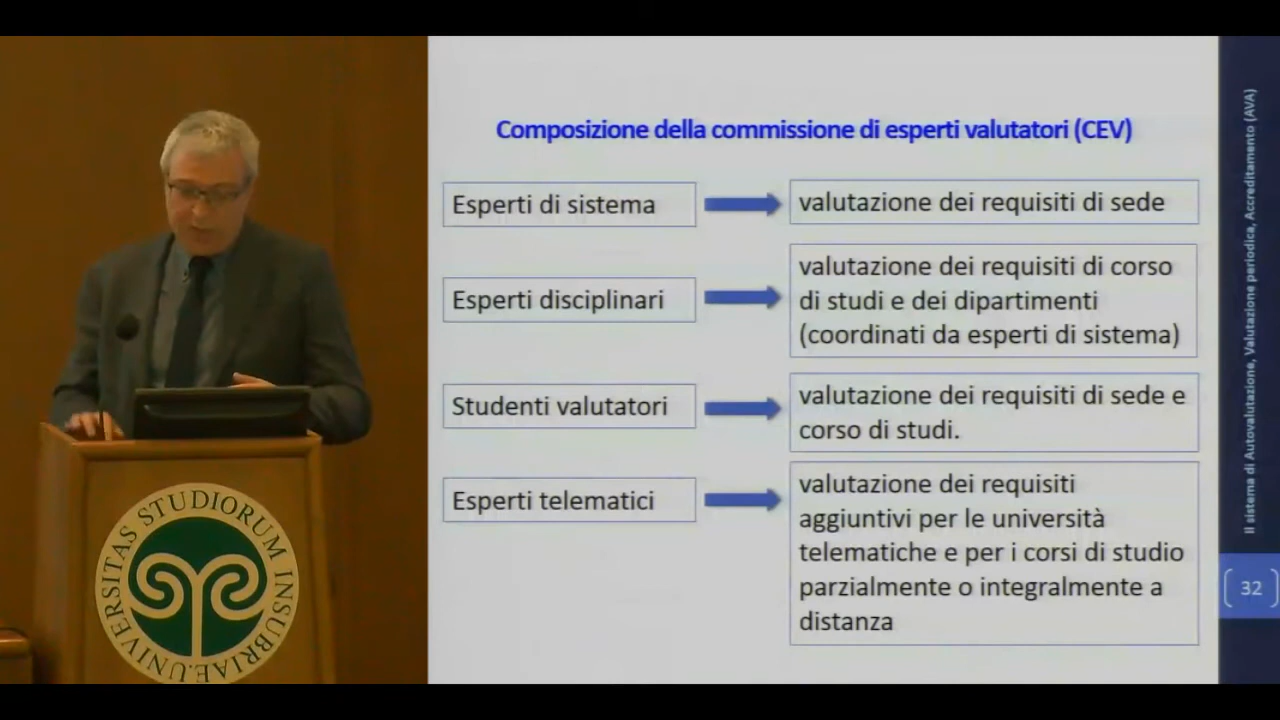 Composizione della commissione di esperti valutatori (CEV)
Esperti di sistema
valutazione dei requisiti di sede
Esperti disciplinari
valutazione dei requisiti di corso
di studi e dei dipartimenti
(coordinati da esperti di sistema)
Studenti valutatori
valutazione dei requisiti di sede e
corso di studi.
Esperti telematici
valutazione dei requisiti
aggiuntivi per le università
telematiche e per i corsi di studio
parzialmente o integralmente a
distanza
Il sistema di Autovalutazione, Valutazione periodica, Accreditamento (AVA)
32
UNIVERSITAS STUDIORUM INSUBRIAE